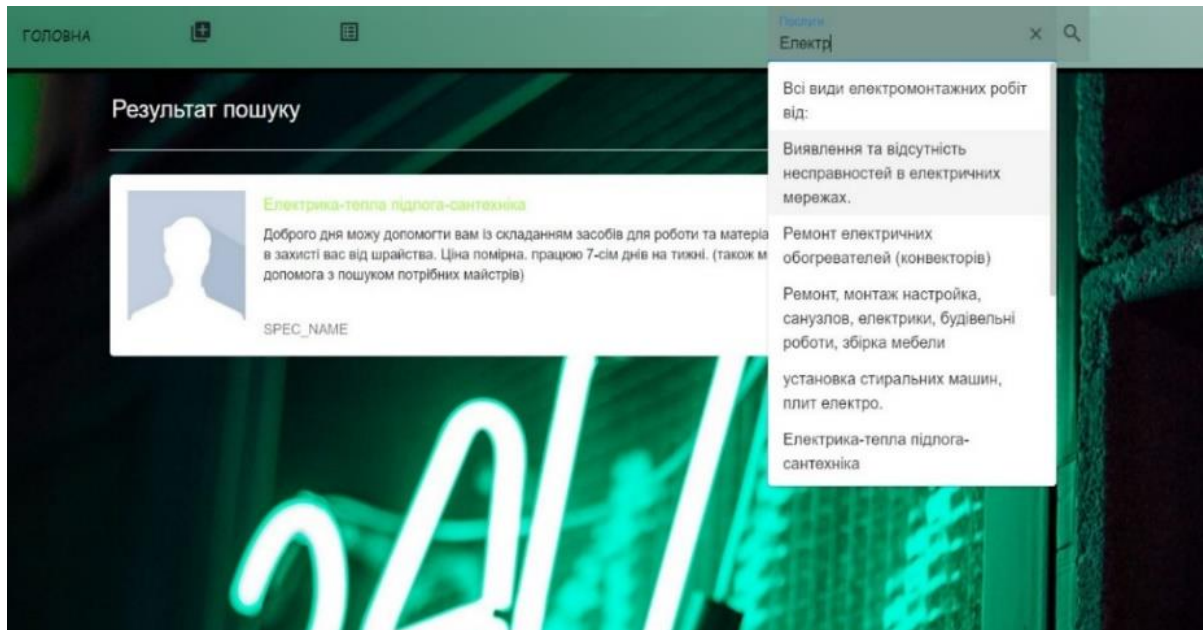 ГОЛОВНА
Послуги
Електр
Результат пошуку
Електрика-тепла підлога-сантехніка
Доброго дня можу допомогти вам із складанням засобів для роботи та матеріа
в захисті вас від шрайства. Ціна помірна. працюю 7-сім днів на тижні. (також м
допомога з пошуком потрібних майстрів)
SPEC_NAME
Всі види електромонтажних робіт
від:
Виявлення та відсутність
несправностей в електричних
мережах.
Ремонт електричних
обогревателей (конвекторів)
Ремонт, монтаж настройка,
санузлов, електрики, будівельні
роботи, збірка мебели
установка стиральних машин,
плит електро.
Електрика-тепла підлога-
сантехніка
24/